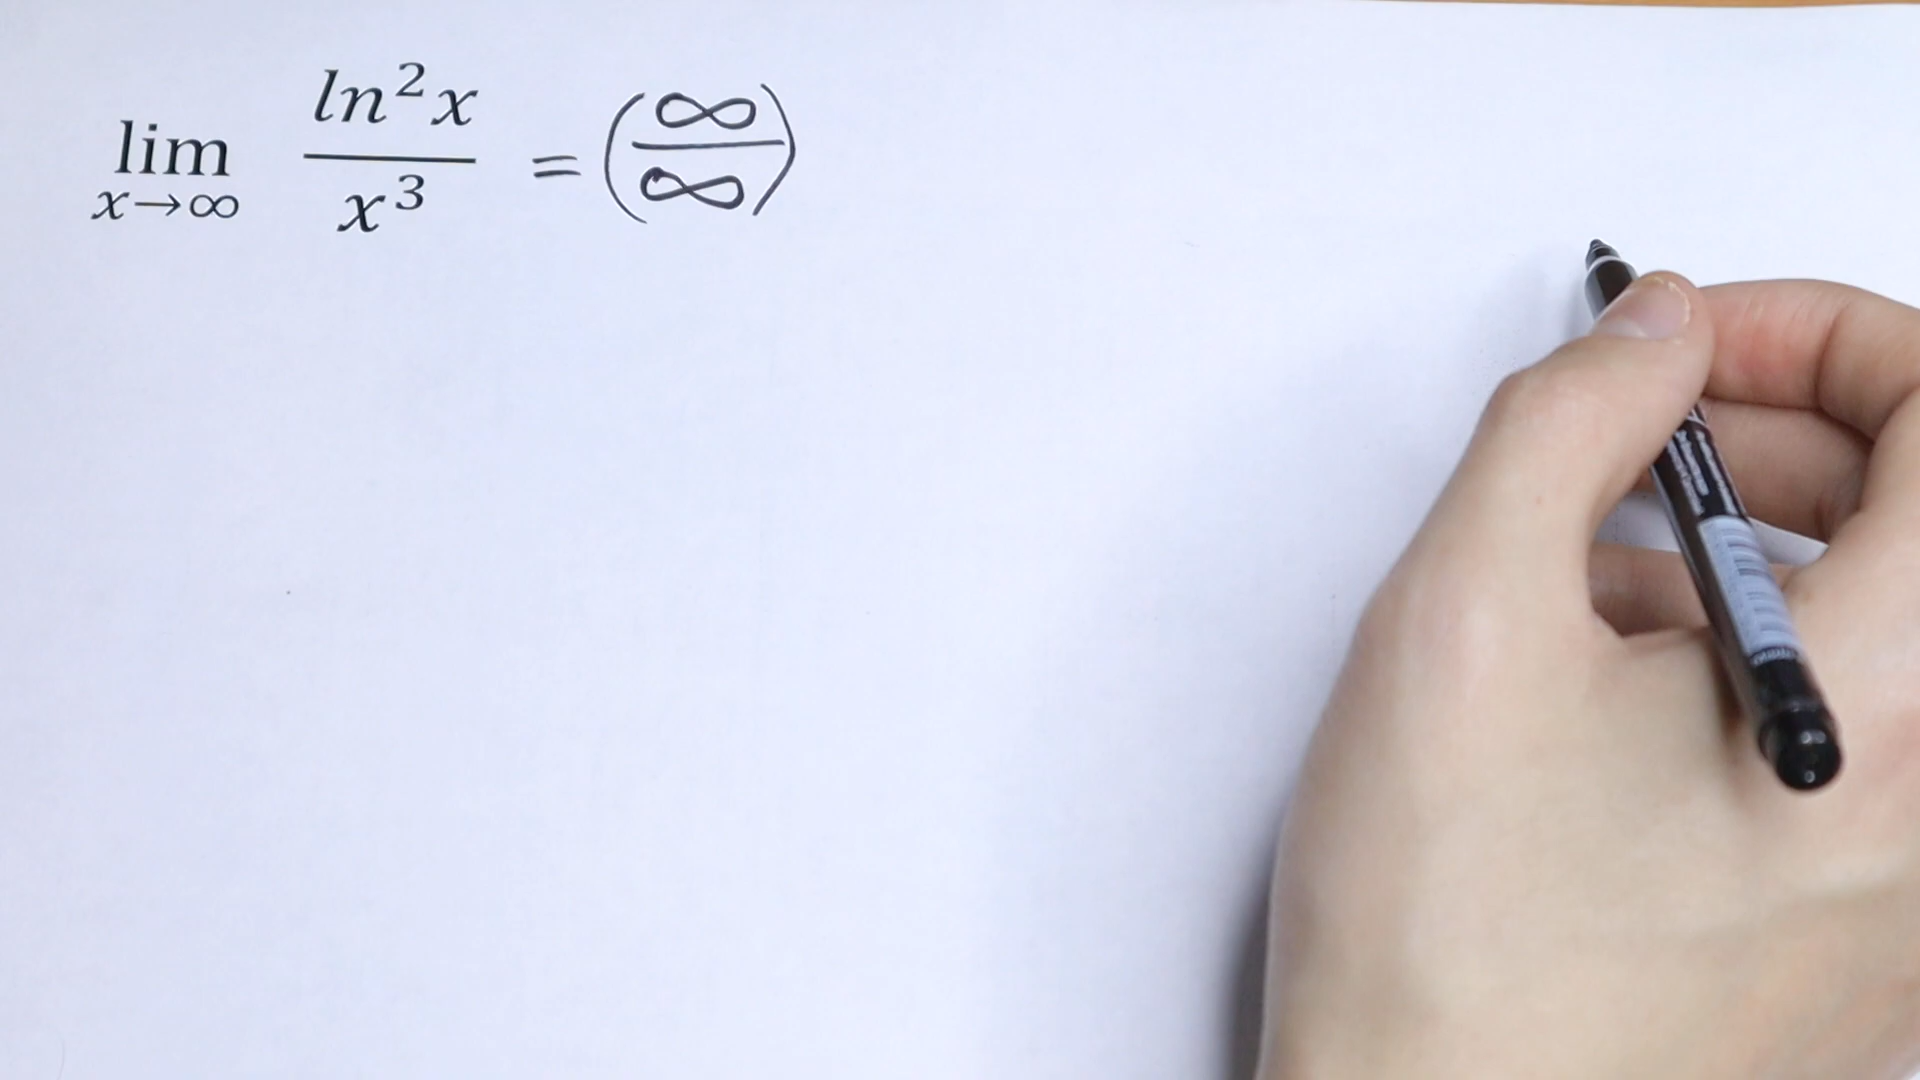 lim x→∞ ln²x / x³ = (∞/∞)